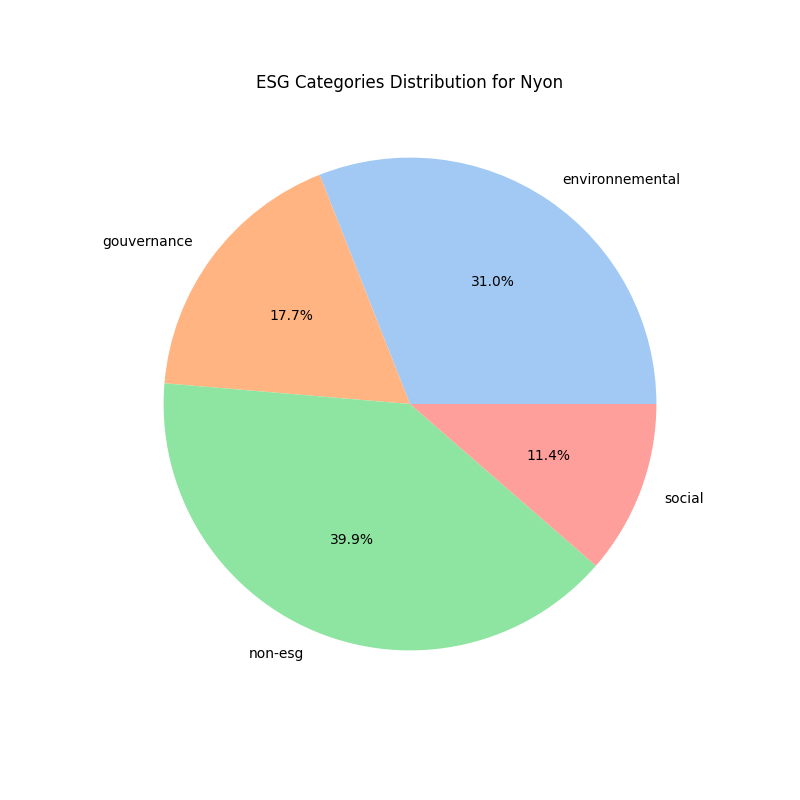 ESG Categories Distribution for Nyon
environnemental
31.0%
gouvernance
17.7%
non-esg
39.9%
social
11.4%